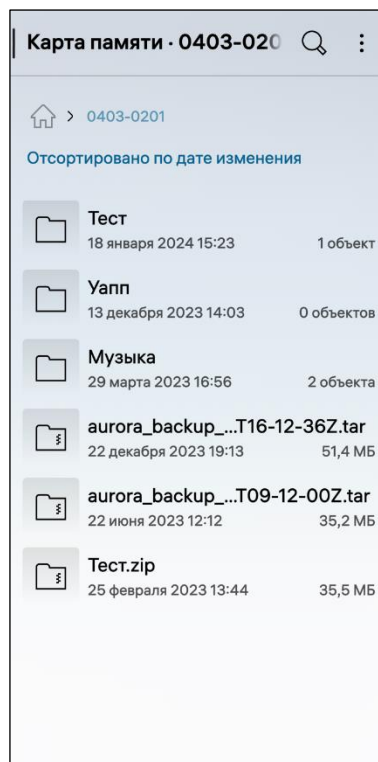 Карта памяти · 0403-020
0403-0201
Отсортировано по дате изменения
Тест
18 января 2024 15:23 1 объект
Уапп
13 декабря 2023 14:03 0 объектов
Музыка
29 марта 2023 16:56 2 объекта
aurora_backup_...T16-12-36Z.tar
22 декабря 2023 19:13 51,4 МБ
aurora_backup_...T09-12-00Z.tar
22 июня 2023 12:12 35,2 МБ
Тест.zip
25 февраля 2023 13:44 35,5 МБ